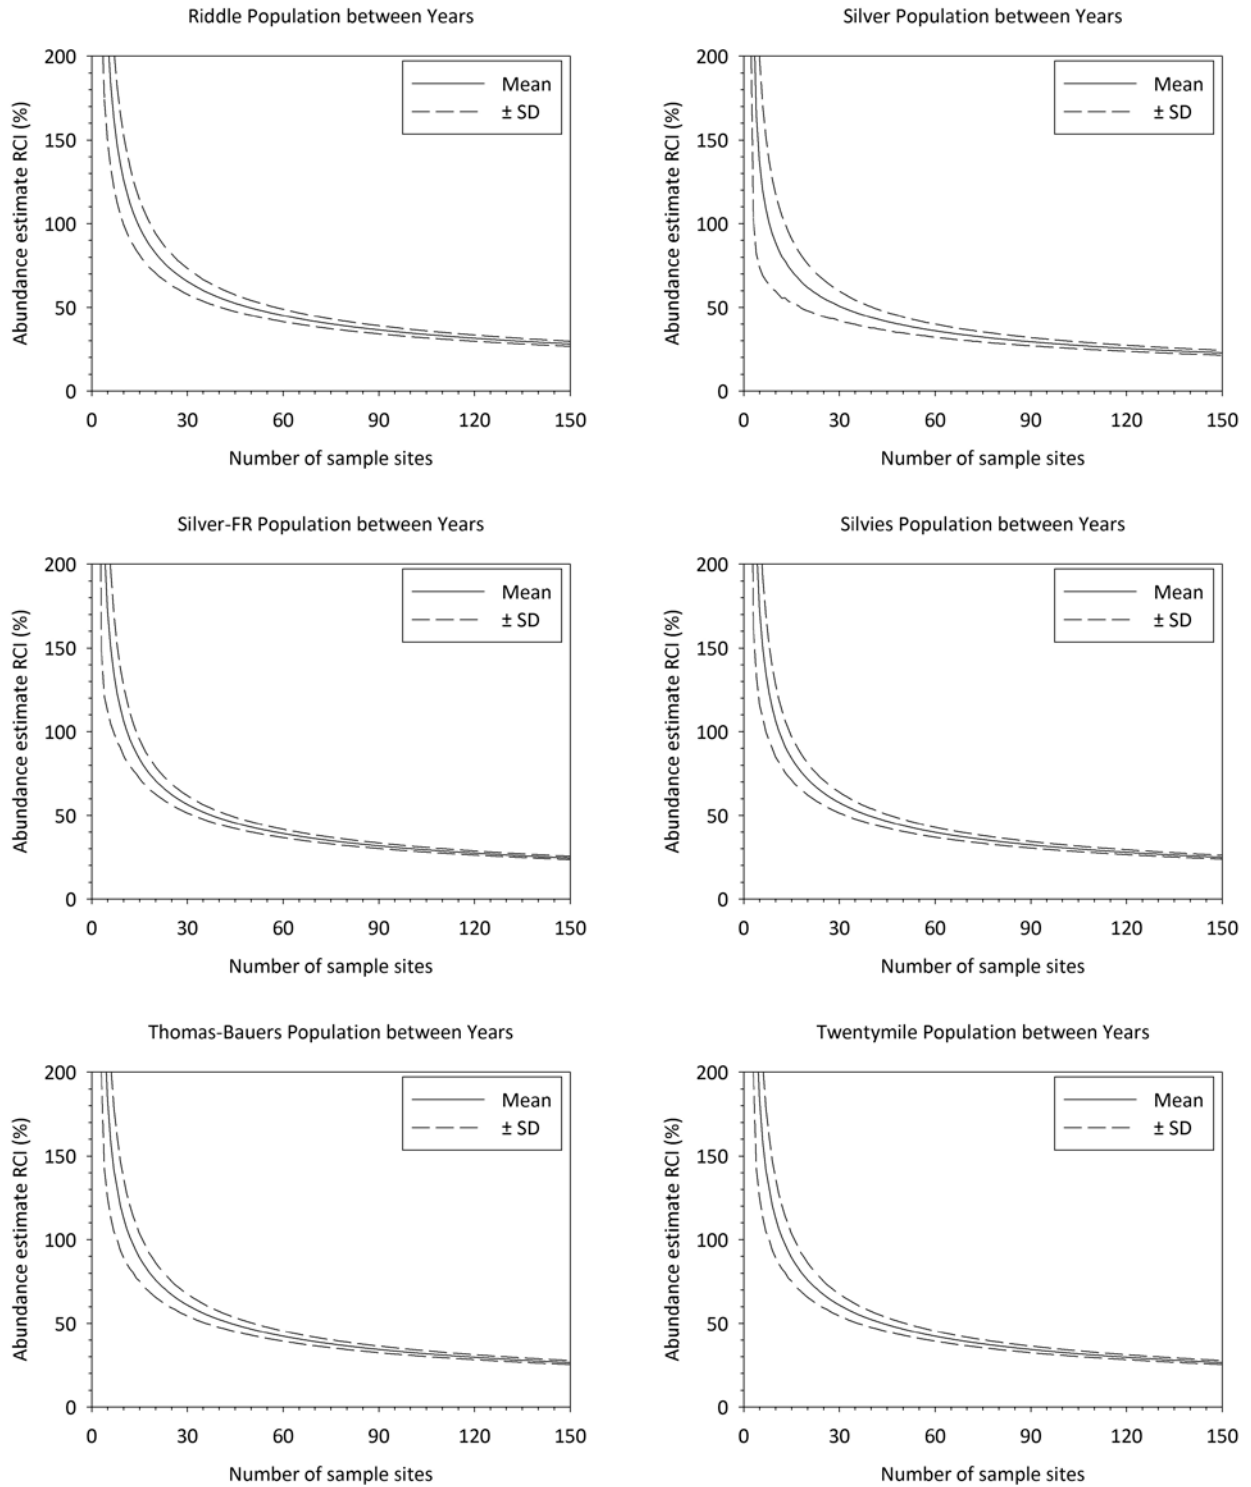 Riddle Population between Years
Abundance estimate RCI (%)
200
150
100
50
0
Mean
± SD
0 30 60 90 120 150
Number of sample sites
Silver Population between Years
Abundance estimate RCI (%)
200
150
100
50
0
Mean
± SD
0 30 60 90 120 150
Number of sample sites
Silver-FR Population between Years
Abundance estimate RCI (%)
200
150
100
50
0
Mean
± SD
0 30 60 90 120 150
Number of sample sites
Silvies Population between Years
Abundance estimate RCI (%)
200
150
100
50
0
Mean
± SD
0 30 60 90 120 150
Number of sample sites
Thomas-Bauers Population between Years
Abundance estimate RCI (%)
200
150
100
50
0
Mean
± SD
0 30 60 90 120 150
Number of sample sites
Twentymile Population between Years
Abundance estimate RCI (%)
200
150
100
50
0
Mean
± SD
0 30 60 90 120 150
Number of sample sites